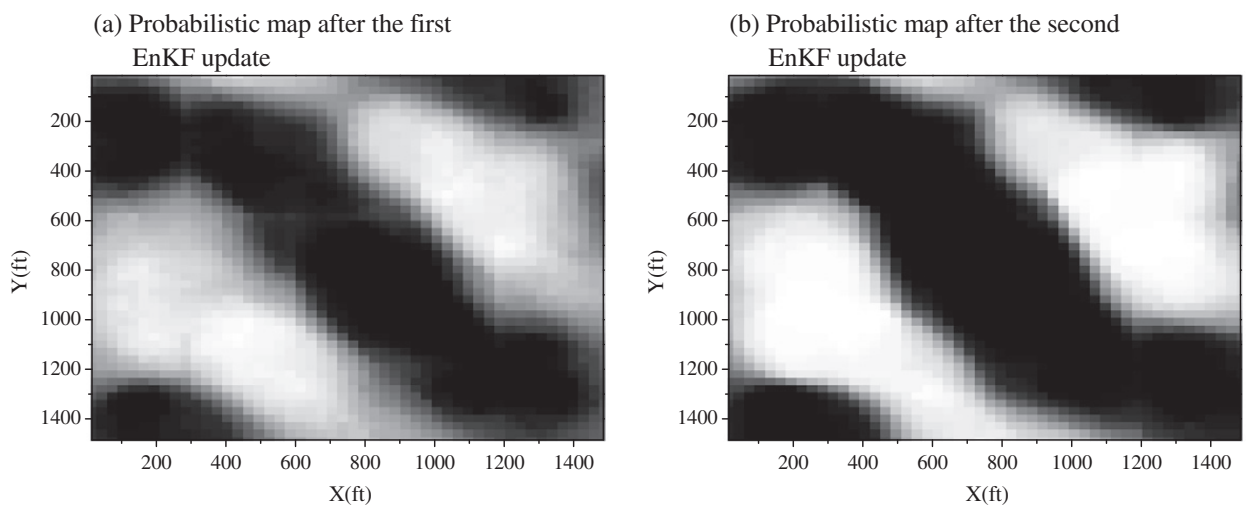 (a) Probabilistic map after the first
EnKF update
200
400
600
800
1000
1200
1400
Y(ft)
200 400 600 800 1000 1200 1400
X(ft)
(b) Probabilistic map after the second
EnKF update
200
400
600
800
1000
1200
1400
Y(ft)
200 400 600 800 1000 1200 1400
X(ft)